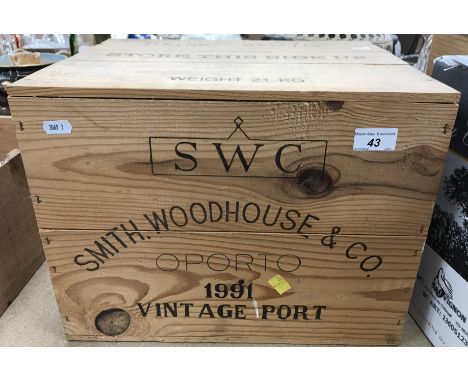 STORE THIS SIDE UP
WEIGHT 21 KG
SWC
SMITH, WOODHOUSE & CO.
OPORTO
1991
VINTAGE PORT
43